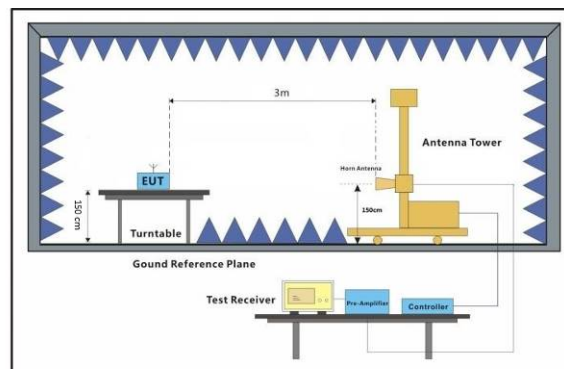 3m
Antenna Tower
Horn Antenna
EUT
150 cm
150cm
Turntable
Gound Reference Plane
Test Receiver
Pre-Amplifier
Controller